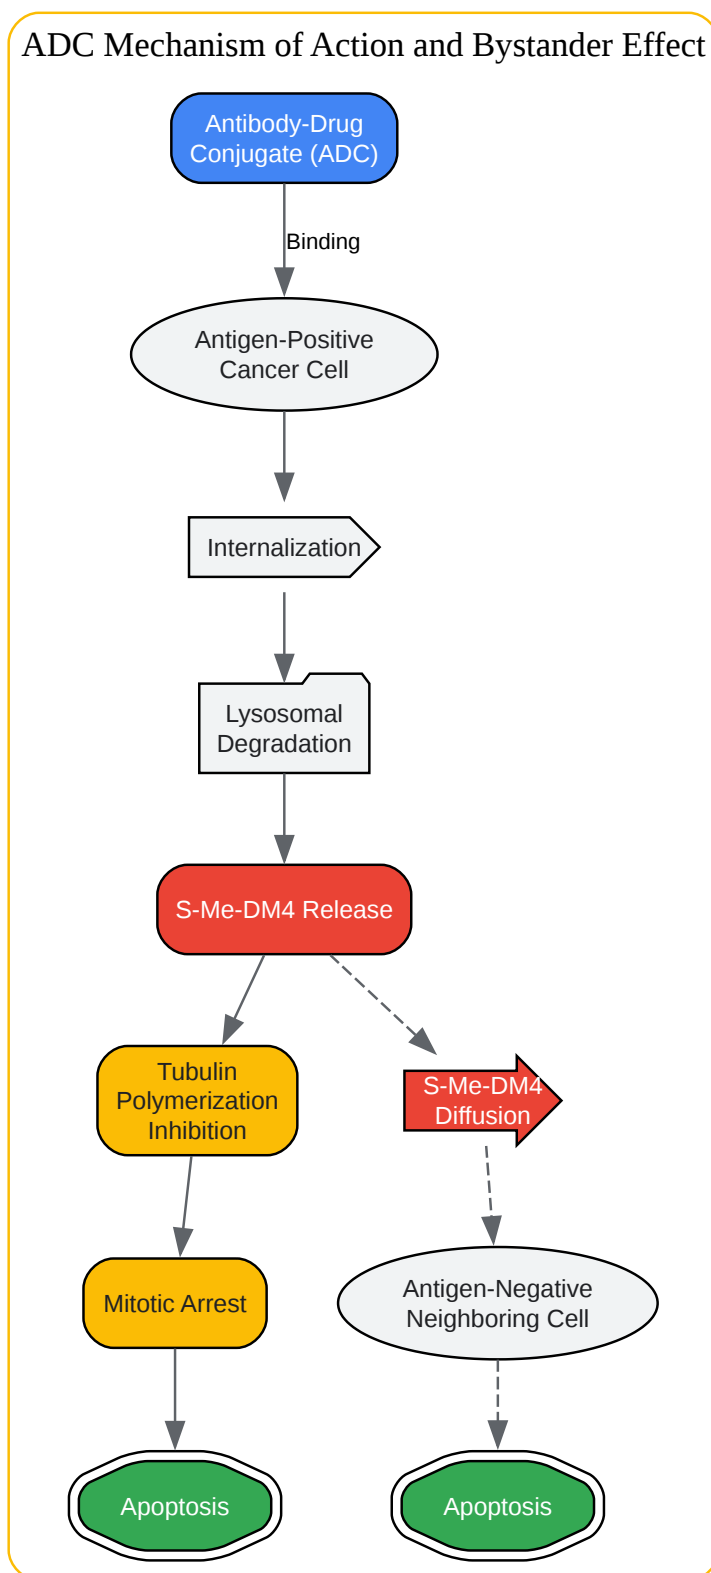 ADC Mechanism of Action and Bystander Effect
Antibody-Drug
Conjugate (ADC)
Binding
Antigen-Positive
Cancer Cell
Internalization
Lysosomal
Degradation
S-Me-DM4 Release
Tubulin
Polymerization
Inhibition
S-Me-DM4
Diffusion
Mitotic Arrest
Antigen-Negative
Neighboring Cell
Apoptosis
Apoptosis